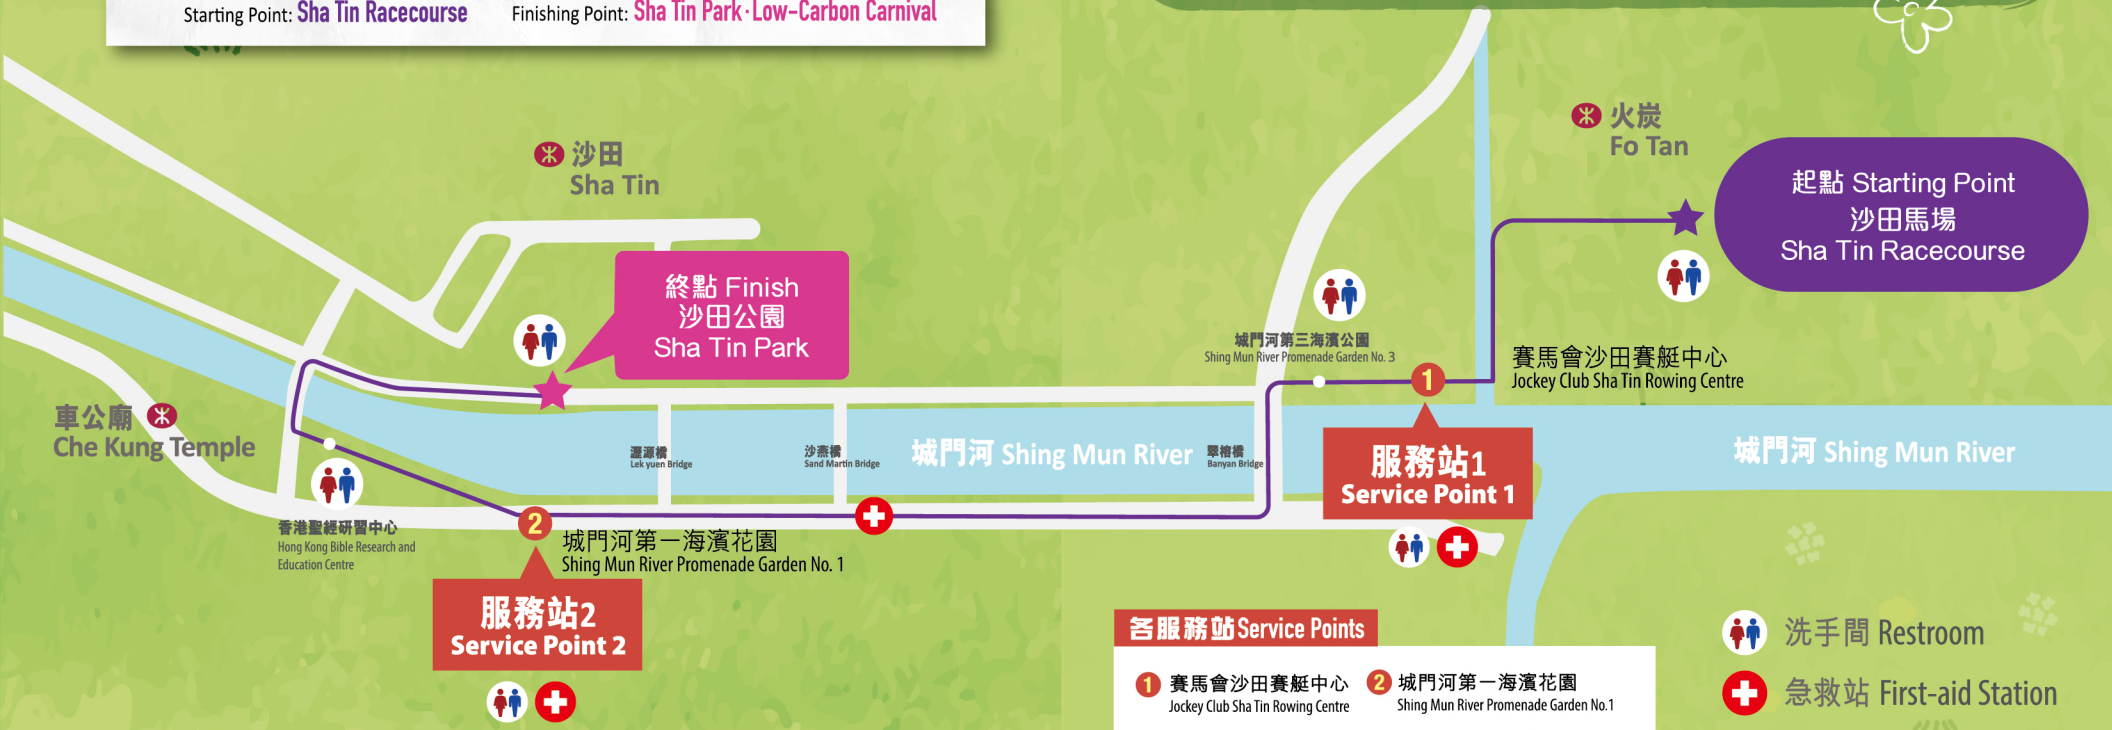 Starting Point: Sha Tin Racecourse
Finishing Point: Sha Tin Park · Low-Carbon Carnival
火炭
Fo Tan
沙田
Sha Tin
起點 Starting Point
沙田馬場
Sha Tin Racecourse
終點 Finish
沙田公園
Sha Tin Park
城門河第三海濱公園
Shing Mun River Promenade Garden No. 3
1
賽馬會沙田賽艇中心
Jockey Club Sha Tin Rowing Centre
車公廟
Che Kung Temple
瀝源橋
Lek yuen Bridge
沙燕橋
Sand Martin Bridge
城門河 Shing Mun River
翠榕橋
Banyan Bridge
服務站1
Service Point 1
城門河 Shing Mun River
香港聖經研習中心
Hong Kong Bible Research and
Education Centre
2
城門河第一海濱花園
Shing Mun River Promenade Garden No. 1
服務站2
Service Point 2
各服務站 Service Points
1 賽馬會沙田賽艇中心
Jockey Club Sha Tin Rowing Centre
2 城門河第一海濱花園
Shing Mun River Promenade Garden No.1
洗手間 Restroom
急救站 First-aid Station